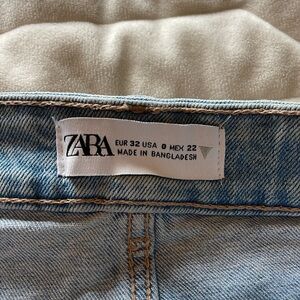 ZARA
EUR 32 USA 0 MEX 22
MADE IN BANGLADESH